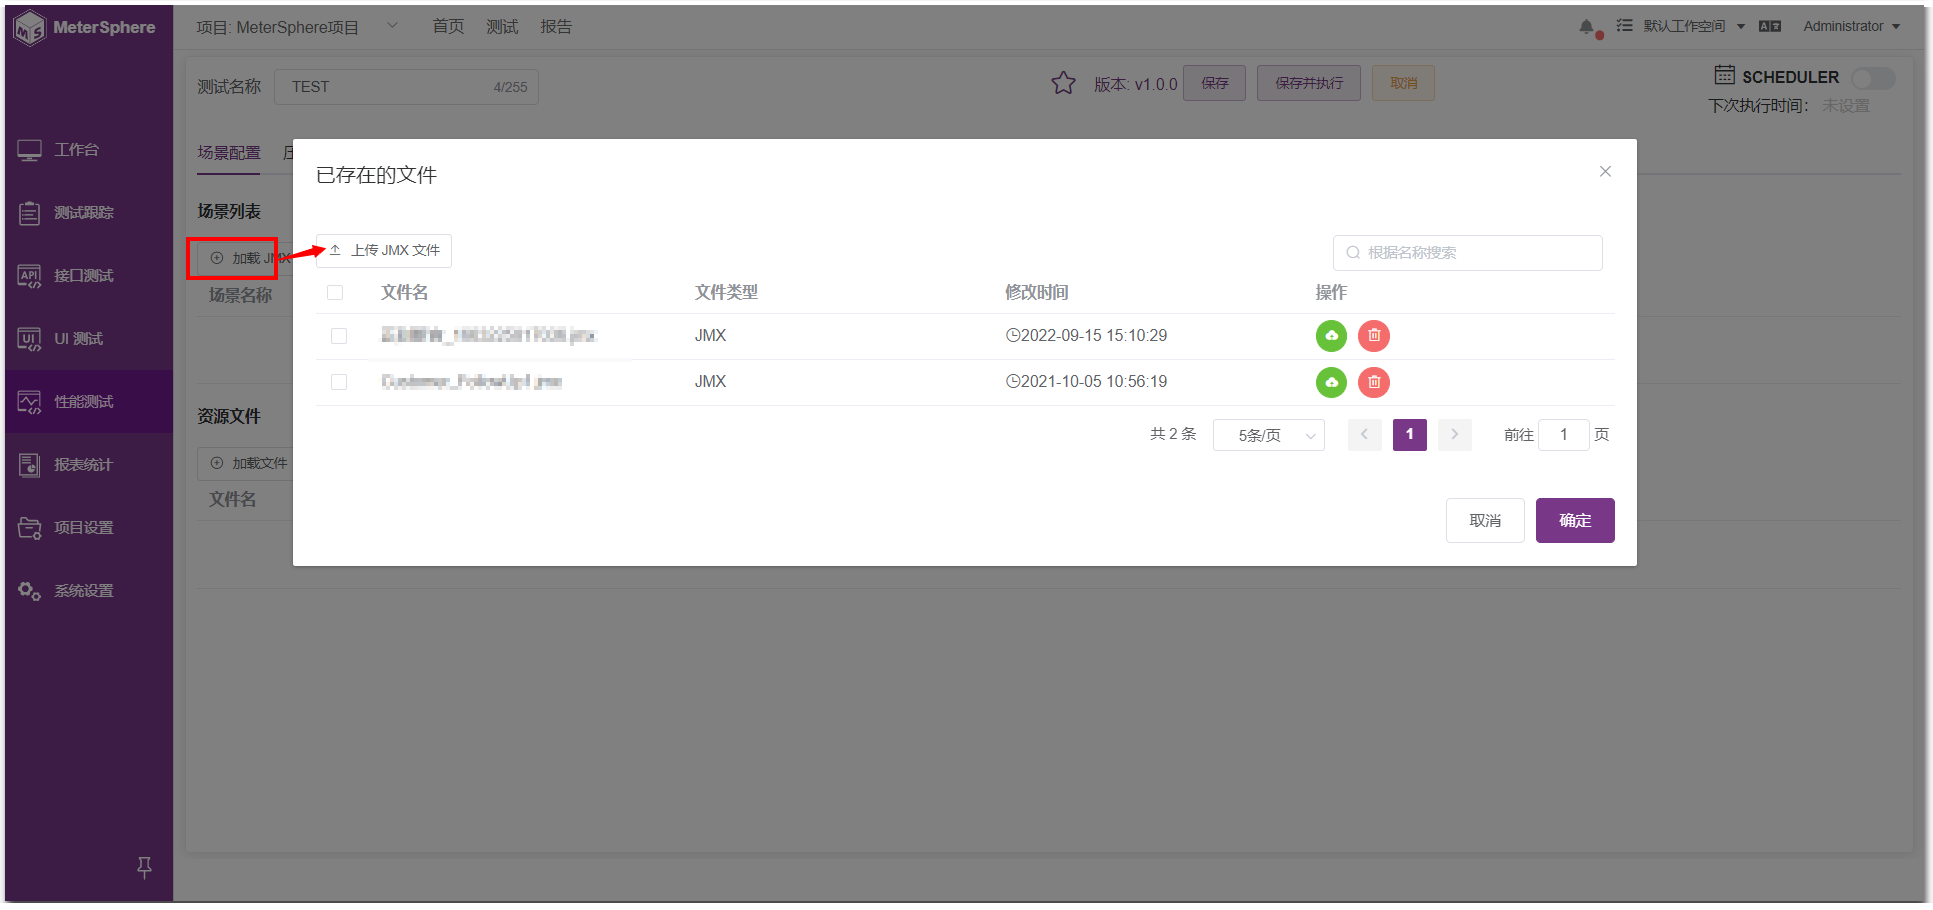 MeterSphere
项目: MeterSphere项目 首页 测试 报告
默认工作空间 Administrator
测试名称 TEST 4/255
版本: v1.0.0 保存 保存并执行 取消
SCHEDULER
下次执行时间: 未设置
工作台
测试跟踪
接口测试
UI 测试
性能测试
报表统计
项目设置
系统设置
场景配置
场景列表
加载 JMX
场景名称
资源文件
加载文件
文件名
已存在的文件
上传 JMX 文件
根据名称搜索
文件名 文件类型 修改时间 操作
JMX 2022-09-15 15:10:29
JMX 2021-10-05 10:56:19
共 2 条 5条/页 1 前往 1 页
取消 确定